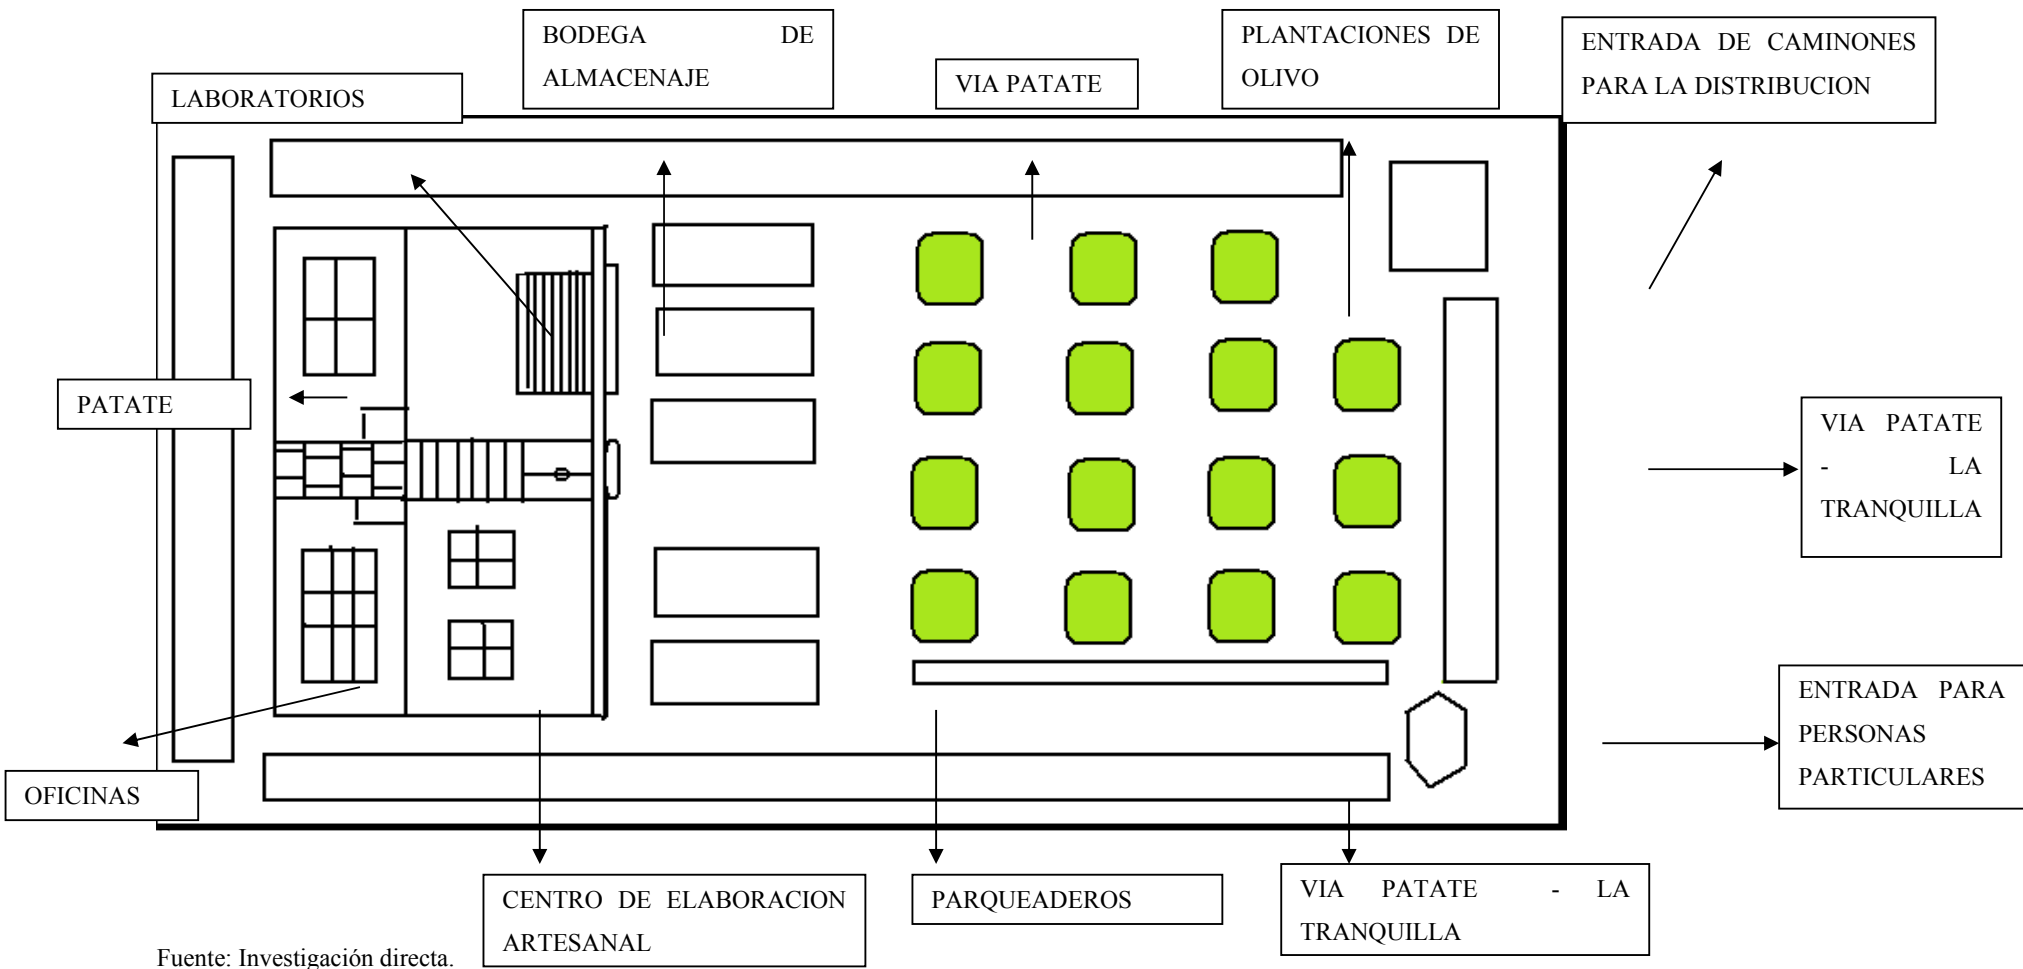 BODEGA DE
ALMACENAJE
PLANTACIONES DE
OLIVO
ENTRADA DE CAMINONES
PARA LA DISTRIBUCION
LABORATORIOS
VIA PATATE
PATATE
VIA PATATE
- LA
TRANQUILLA
ENTRADA PARA
PERSONAS
PARTICULARES
OFICINAS
CENTRO DE ELABORACION
ARTESANAL
PARQUEADEROS
VIA PATATE - LA
TRANQUILLA
Fuente: Investigación directa.